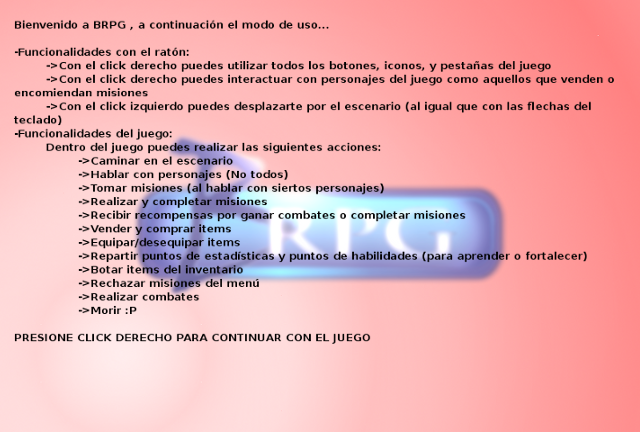 Bienvenido a BRPG , a continuación el modo de uso...
-Funcionalidades con el ratón:
->Con el click derecho puedes utilizar todos los botones, iconos, y pestañas del juego
->Con el click derecho puedes interactuar con personajes del juego como aquellos que venden o
encomiendan misiones
->Con el click izquierdo puedes desplazarte por el escenario (al igual que con las flechas del
teclado)
-Funcionalidades del juego:
Dentro del juego puedes realizar las siguientes acciones:
->Caminar en el escenario
->Hablar con personajes (No todos)
->Tomar misiones (al hablar con siertos personajes)
->Realizar y completar misiones
->Recibir recompensas por ganar combates o completar misiones
->Vender y comprar items
->Equipar/desequipar items
->Repartir puntos de estadísticas y puntos de habilidades (para aprender o fortalecer)
->Botar items del inventario
->Rechazar misiones del menú
->Realizar combates
->Morir :P
PRESIONE CLICK DERECHO PARA CONTINUAR CON EL JUEGO
BRPG